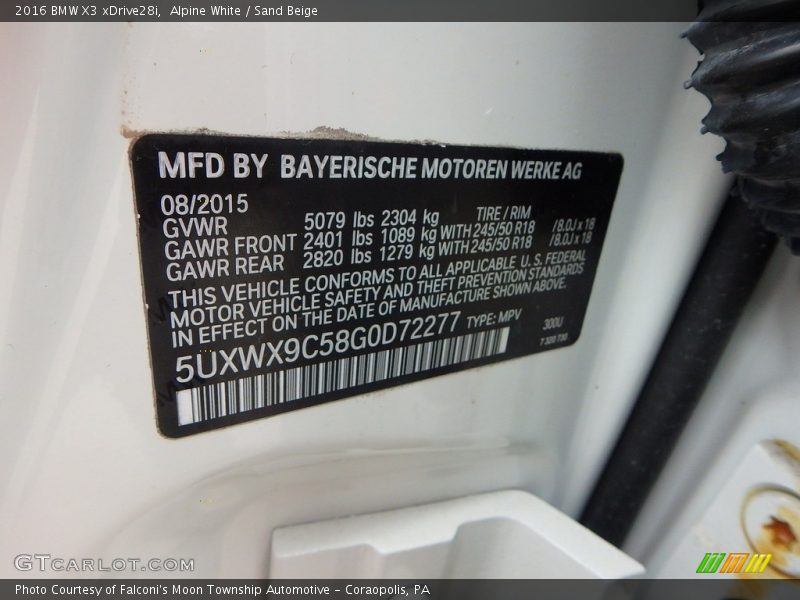 2016 BMW X3 xDrive28i, Alpine White / Sand Beige
MFD BY BAYERISCHE MOTOREN WERKE AG
08/2015
GVWR 5079 lbs 2304 kg TIRE / RIM
GAWR FRONT 2401 lbs 1089 kg WITH 245/50 R18 /8.0J x 18
GAWR REAR 2820 lbs 1279 kg WITH 245/50 R18 /8.0J x 18
THIS VEHICLE CONFORMS TO ALL APPLICABLE U.S. FEDERAL
MOTOR VEHICLE SAFETY AND THEFT PREVENTION STANDARDS
IN EFFECT ON THE DATE OF MANUFACTURE SHOWN ABOVE.
5UXWX9C58G0D72277 TYPE: MPV 300U
7 320 730
GTCARLOT.COM
Photo Courtesy of Falconi's Moon Township Automotive - Coraopolis, PA